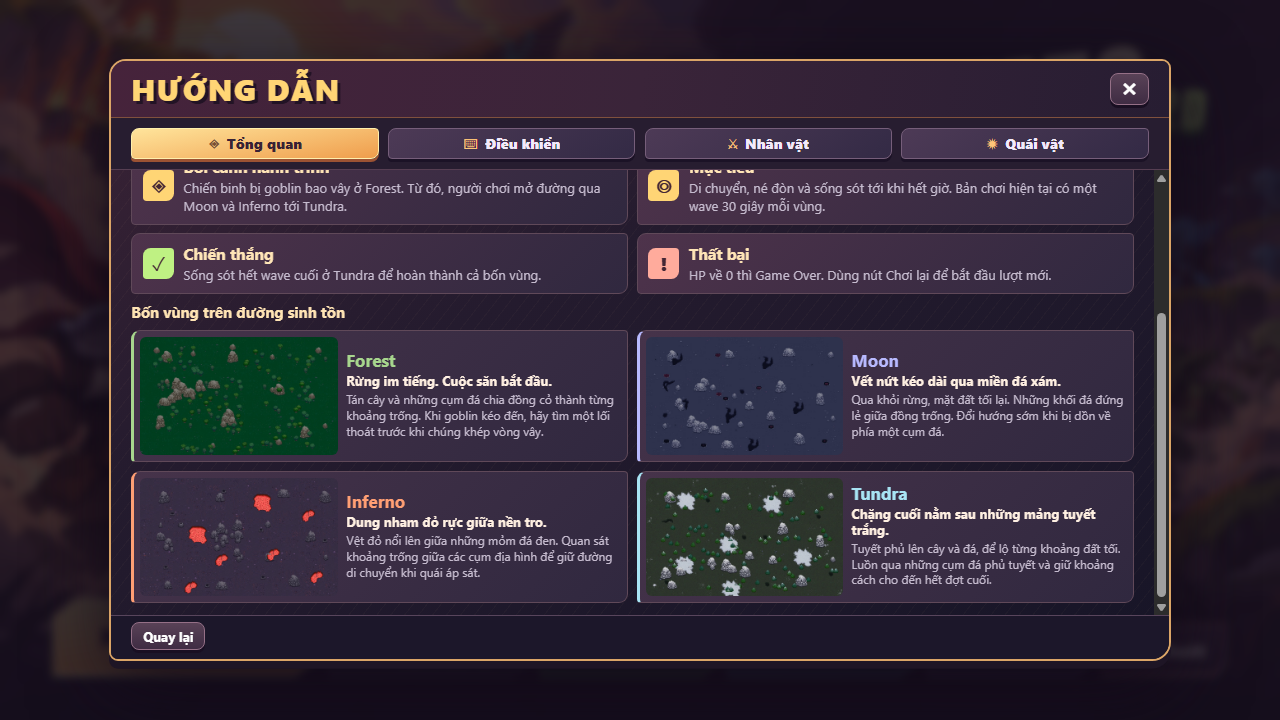 HƯỚNG DẪN
Tổng quan
Điều khiển
Nhân vật
Quái vật
Bối cảnh hành trình
Chiến binh bị goblin bao vây ở Forest. Từ đó, người chơi mở đường qua
Moon và Inferno tới Tundra.
Mục tiêu
Di chuyển, né đòn và sống sót tới khi hết giờ. Bản chơi hiện tại có một
wave 30 giây mỗi vùng.
Chiến thắng
Sống sót hết wave cuối ở Tundra để hoàn thành cả bốn vùng.
Thất bại
HP về 0 thì Game Over. Dùng nút Chơi lại để bắt đầu lượt mới.
Bốn vùng trên đường sinh tồn
Forest
Rừng im tiếng. Cuộc săn bắt đầu.
Tán cây và những cụm đá chia đồng cỏ thành từng
khoảng trống. Khi goblin kéo đến, hãy tìm một lối
thoát trước khi chúng khép vòng vây.
Moon
Vết nứt kéo dài qua miền đá xám.
Qua khỏi rừng, mặt đất tối lại. Những khối đá đứng
lẻ giữa đồng trống. Đổi hướng sớm khi bị dồn về
phía một cụm đá.
Inferno
Dung nham đỏ rực giữa nền tro.
Vệt đỏ nổi lên giữa những mỏm đá đen. Quan sát
khoảng trống giữa các cụm địa hình để giữ đường
di chuyển khi quái áp sát.
Tundra
Chặng cuối nằm sau những mảng tuyết
trắng.
Tuyết phủ lên cây và đá, để lộ từng khoảng đất tối.
Luồn qua những cụm đá phủ tuyết và giữ khoảng
cách cho đến hết đợt cuối.
Quay lại